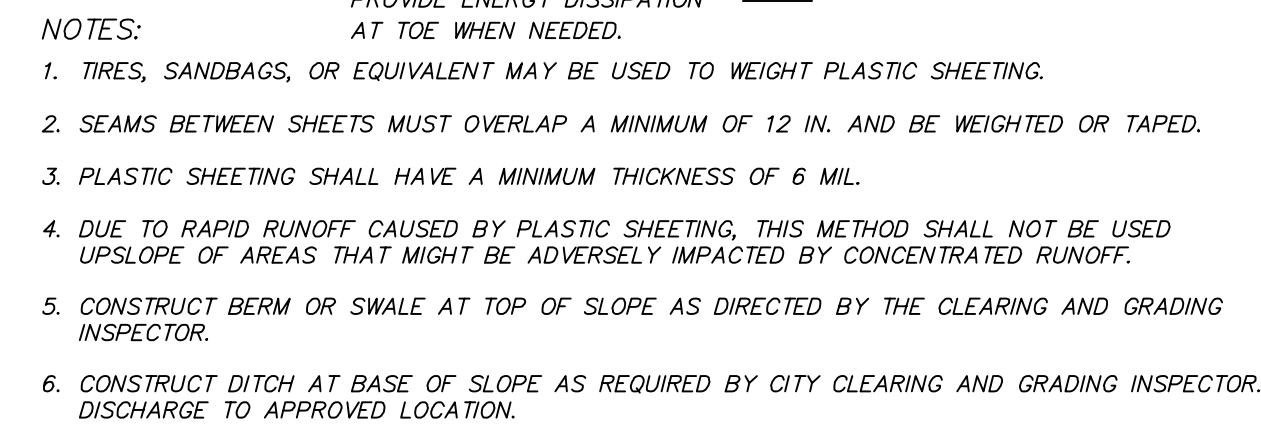 PROVIDE ENERGY DISSIPATION
AT TOE WHEN NEEDED.
NOTES:
1. TIRES, SANDBAGS, OR EQUIVALENT MAY BE USED TO WEIGHT PLASTIC SHEETING.
2. SEAMS BETWEEN SHEETS MUST OVERLAP A MINIMUM OF 12 IN. AND BE WEIGHTED OR TAPED.
3. PLASTIC SHEETING SHALL HAVE A MINIMUM THICKNESS OF 6 MIL.
4. DUE TO RAPID RUNOFF CAUSED BY PLASTIC SHEETING, THIS METHOD SHALL NOT BE USED
UPSLOPE OF AREAS THAT MIGHT BE ADVERSELY IMPACTED BY CONCENTRATED RUNOFF.
5. CONSTRUCT BERM OR SWALE AT TOP OF SLOPE AS DIRECTED BY THE CLEARING AND GRADING
INSPECTOR.
6. CONSTRUCT DITCH AT BASE OF SLOPE AS REQUIRED BY CITY CLEARING AND GRADING INSPECTOR.
DISCHARGE TO APPROVED LOCATION.